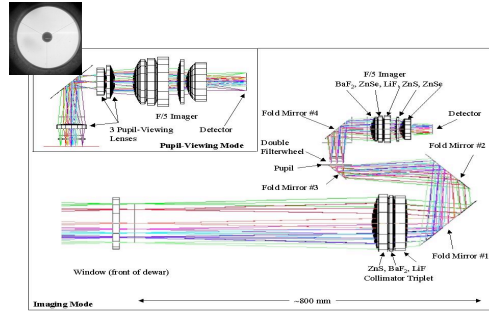 F/5 Imager
3 Pupil-Viewing
Lenses
Detector
Pupil-Viewing Mode
F/5 Imager
BaF2, ZnSe, LiF, ZnS, ZnSe
Fold Mirror #4
Detector
Double
Filterwheel
Fold Mirror #2
Pupil
Fold Mirror #3
Fold Mirror #1
Window (front of dewar)
ZnS, BaF2, LiF
Collimator Triplet
~800 mm
Imaging Mode